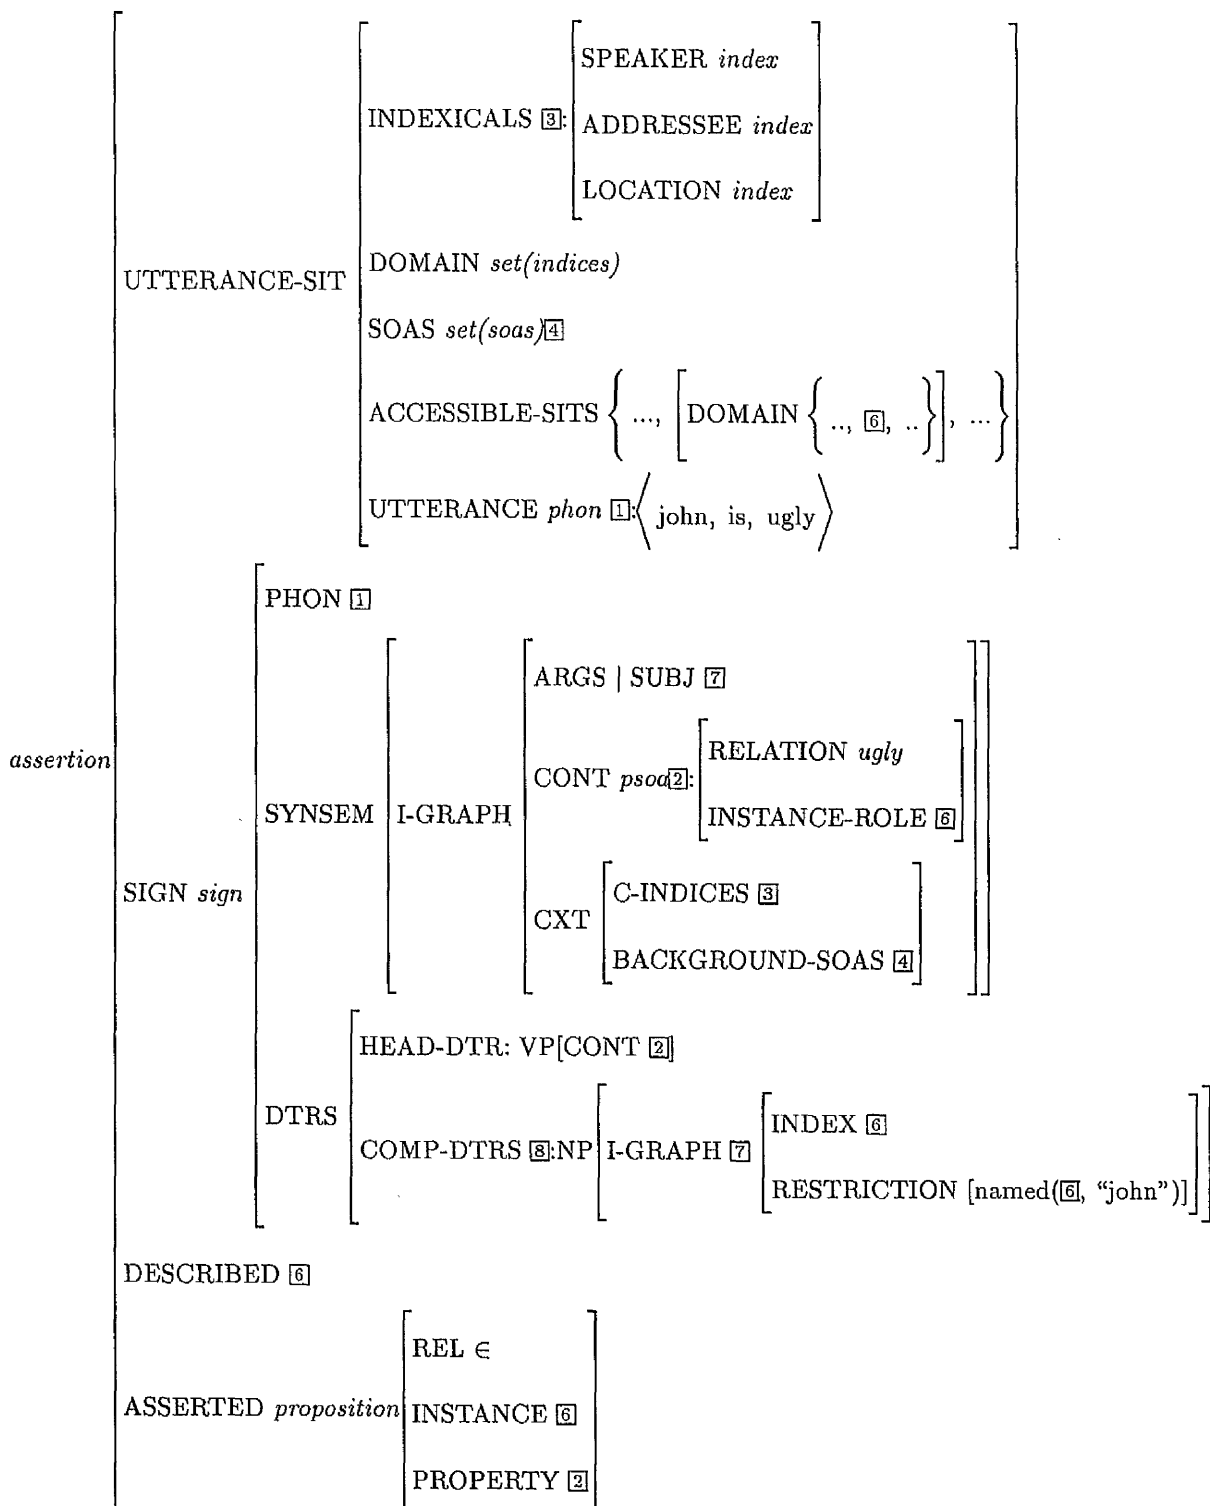 SPEAKER index
INDEXICALS 3: ADDRESSEE index
LOCATION index
DOMAIN set(indices)
UTTERANCE-SIT
SOAS set(soas)4
ACCESSIBLE-SITS { ..., [DOMAIN { .., 6, .. }], ... }
UTTERANCE phon 1:⟨ john, is, ugly ⟩
PHON 1
ARGS | SUBJ 7
RELATION ugly
assertion
CONT psoa2:
SYNSEM I-GRAPH
INSTANCE-ROLE 6
SIGN sign
C-INDICES 3
CXT
BACKGROUND-SOAS 4
HEAD-DTR: VP[CONT 2]
DTRS
INDEX 6
COMP-DTRS 8:NP I-GRAPH 7
RESTRICTION [named(6, “john”)]
DESCRIBED 6
REL ∈
ASSERTED proposition INSTANCE 6
PROPERTY 2